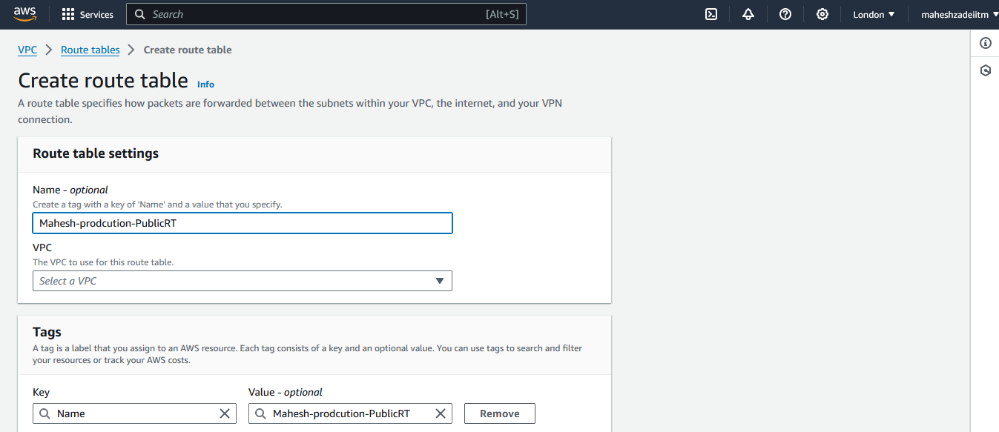 aws Services Search [Alt+S] London maheshzadeiitm
VPC Route tables Create route table
Create route table Info
A route table specifies how packets are forwarded between the subnets within your VPC, the internet, and your VPN
connection.
Route table settings
Name - optional
Create a tag with a key of 'Name' and a value that you specify.
Mahesh-prodcution-PublicRT
VPC
The VPC to use for this route table.
Select a VPC
Tags
A tag is a label that you assign to an AWS resource. Each tag consists of a key and an optional value. You can use tags to search and filter
your resources or track your AWS costs.
Key Value - optional
Name Mahesh-prodcution-PublicRT Remove